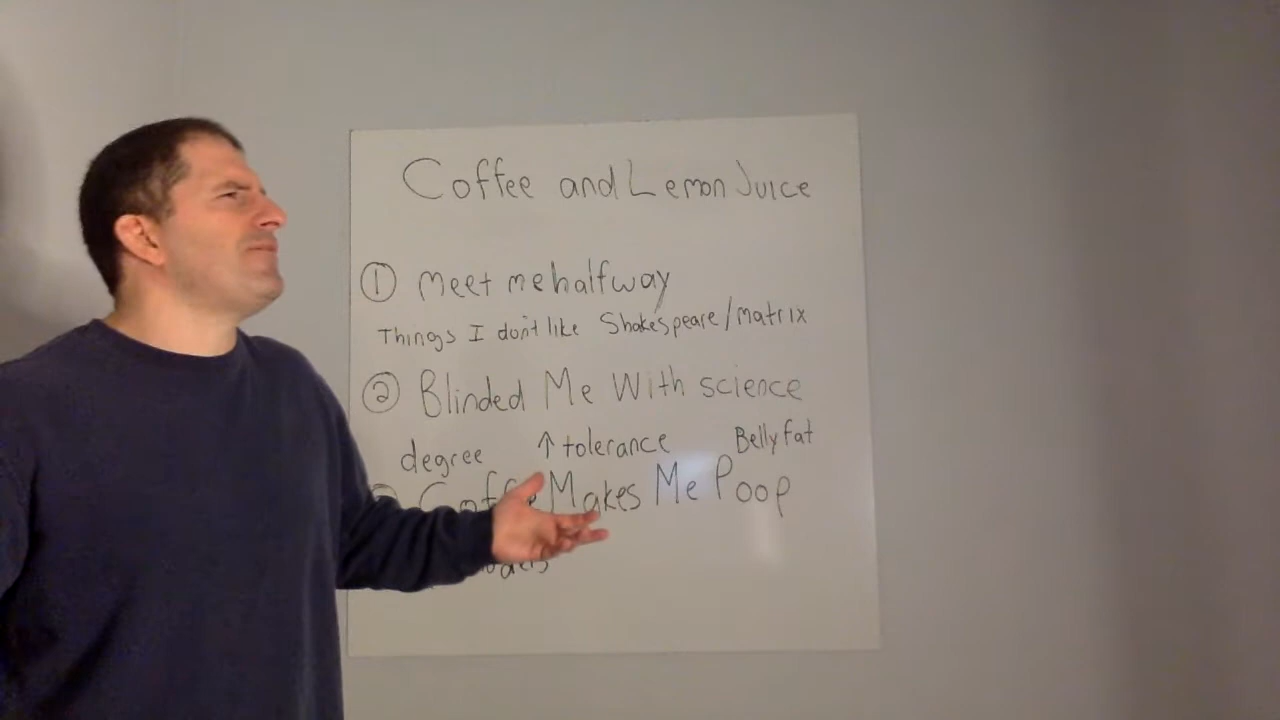 Coffee and Lemon Juice
① Meet me halfway
Things I don't like Shakespeare/matrix
② Blinded Me With science
degree ↑ tolerance Belly fat
Coffee Makes Me Poop